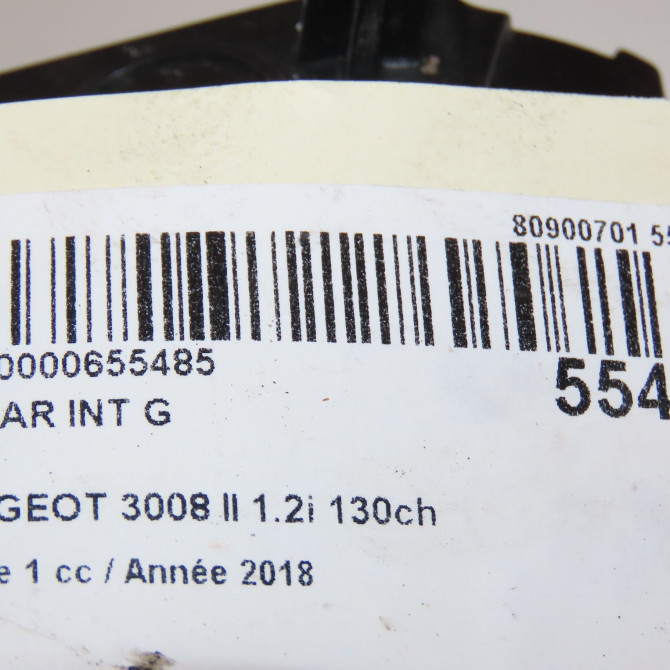 80900701 55
0000655485
554
AR INT G
GEOT 3008 II 1.2i 130ch
e 1 cc / Année 2018